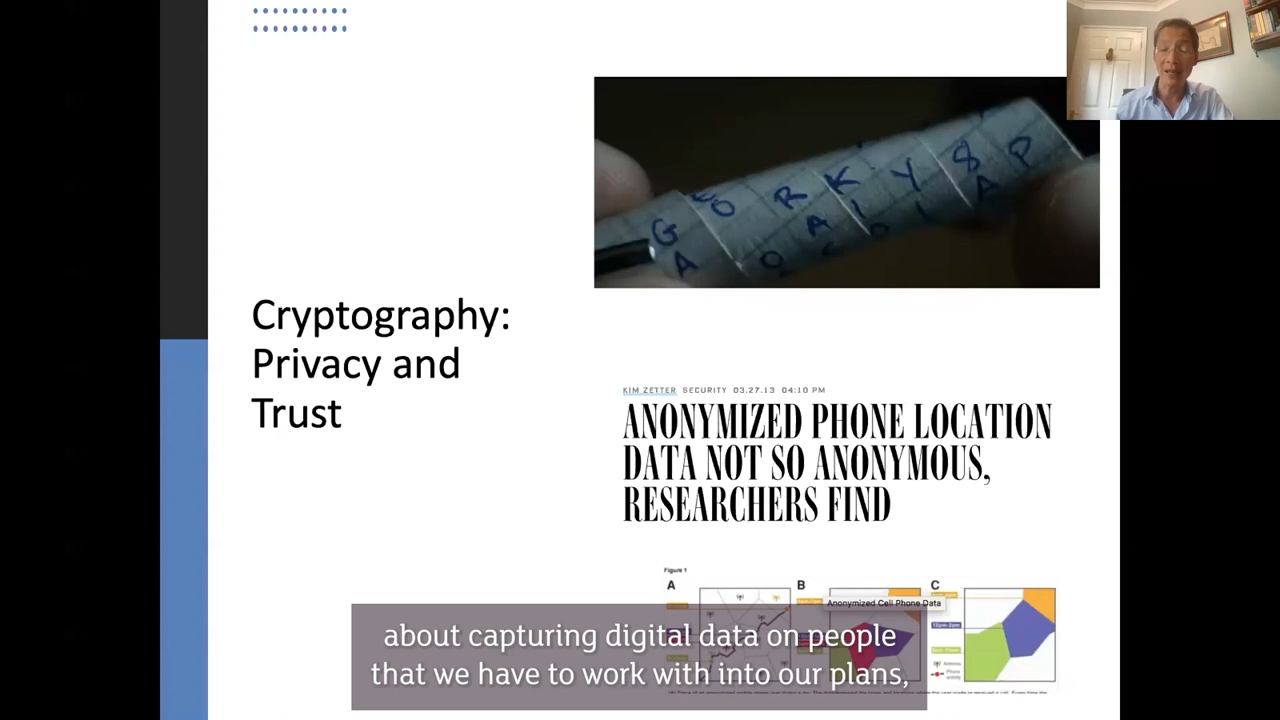 G O R K Y 8 P
Cryptography:
Privacy and
Trust
KIM ZETTER SECURITY 03.27.13 04:10 PM
ANONYMIZED PHONE LOCATION
DATA NOT SO ANONYMOUS,
RESEARCHERS FIND
Figure 1
A B C
Anonymized Cell Phone Data
about capturing digital data on people
that we have to work with into our plans,